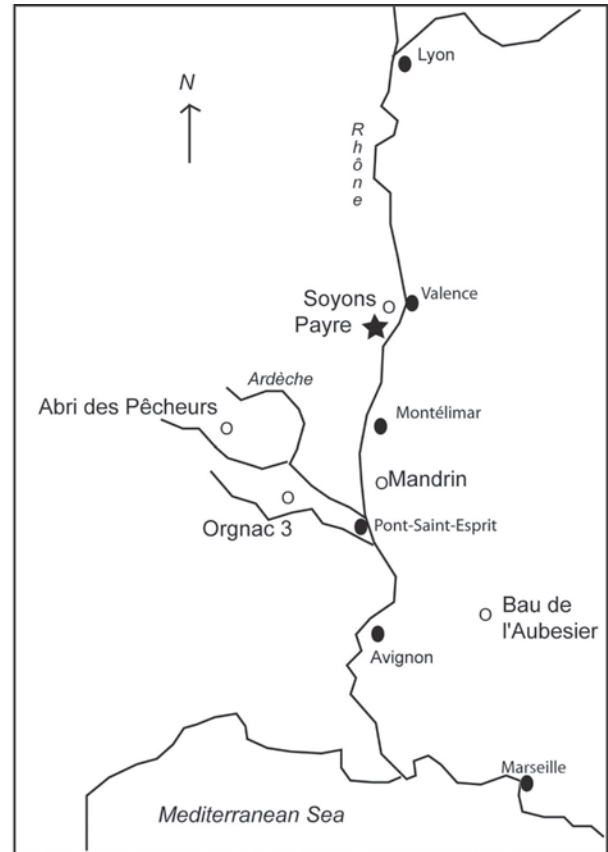 Lyon
N
Rhône
Soyons
Valence
Payre
Ardèche
Abri des Pêcheurs
Montélimar
Mandrin
Orgnac 3
Pont-Saint-Esprit
Bau de
l'Aubesier
Avignon
Marseille
Mediterranean Sea